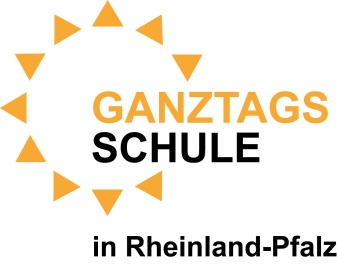 GANZTAGS
SCHULE
in Rheinland-Pfalz